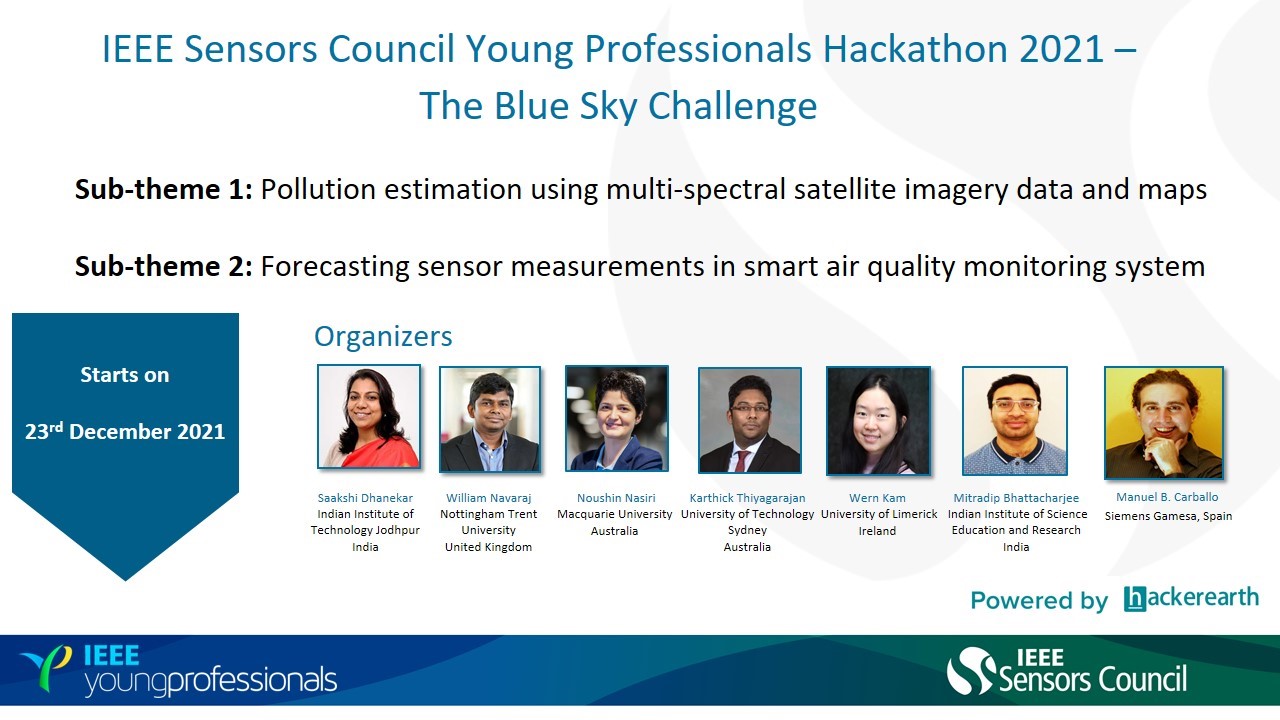 IEEE Sensors Council Young Professionals Hackathon 2021 –
The Blue Sky Challenge
Sub-theme 1: Pollution estimation using multi-spectral satellite imagery data and maps
Sub-theme 2: Forecasting sensor measurements in smart air quality monitoring system
Starts on
23rd December 2021
Organizers
Saakshi Dhanekar
Indian Institute of
Technology Jodhpur
India
William Navaraj
Nottingham Trent
University
United Kingdom
Noushin Nasiri
Macquarie University
Australia
Karthick Thiyagarajan
University of Technology
Sydney
Australia
Wern Kam
University of Limerick
Ireland
Mitradip Bhattacharjee
Indian Institute of Science
Education and Research
India
Manuel B. Carballo
Siemens Gamesa, Spain
Powered by hackerearth
IEEE
youngprofessionals
IEEE
Sensors Council